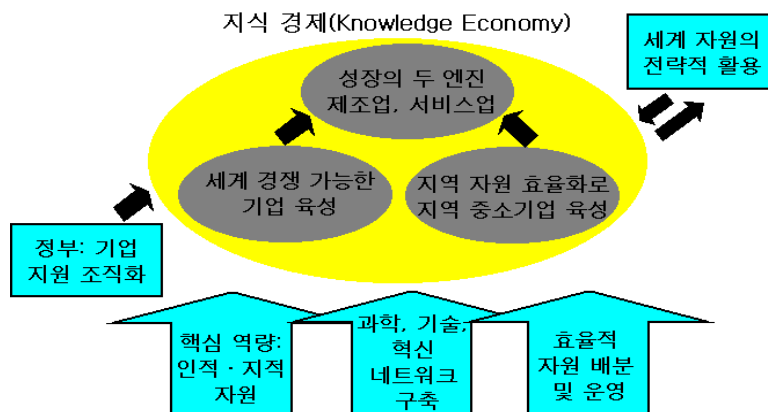 지식 경제(Knowledge Economy)
세계 자원의
전략적 활용
성장의 두 엔진
제조업, 서비스업
세계 경쟁 가능한
기업 육성
지역 자원 효율화로
지역 중소기업 육성
정부: 기업
지원 조직화
핵심 역량:
인적 · 지적
자원
과학, 기술,
혁신
네트워크
구축
효율적
자원 배분
및 운영